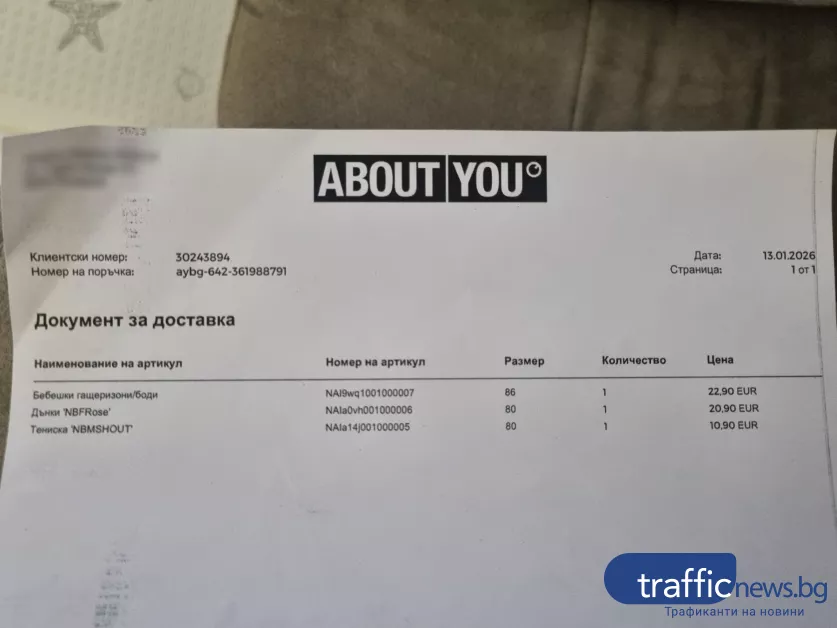 ABOUT YOU°
Клиентски номер: 30243894 Дата: 13.01.2026
Номер на поръчка: aybg-642-361988791 Страница: 1 от 1
Документ за доставка
Наименование на артикул Номер на артикул Размер Количество Цена
Бебешки гащеризони/боди NAI9wq1001000007 86 1 22,90 EUR
Дънки 'NBFRose' NAIa0vh001000006 80 1 20,90 EUR
Тениска 'NBMSHOUT' NAIa14j001000005 80 1 10,90 EUR
trafficnews.bg
Трафиканти на новини